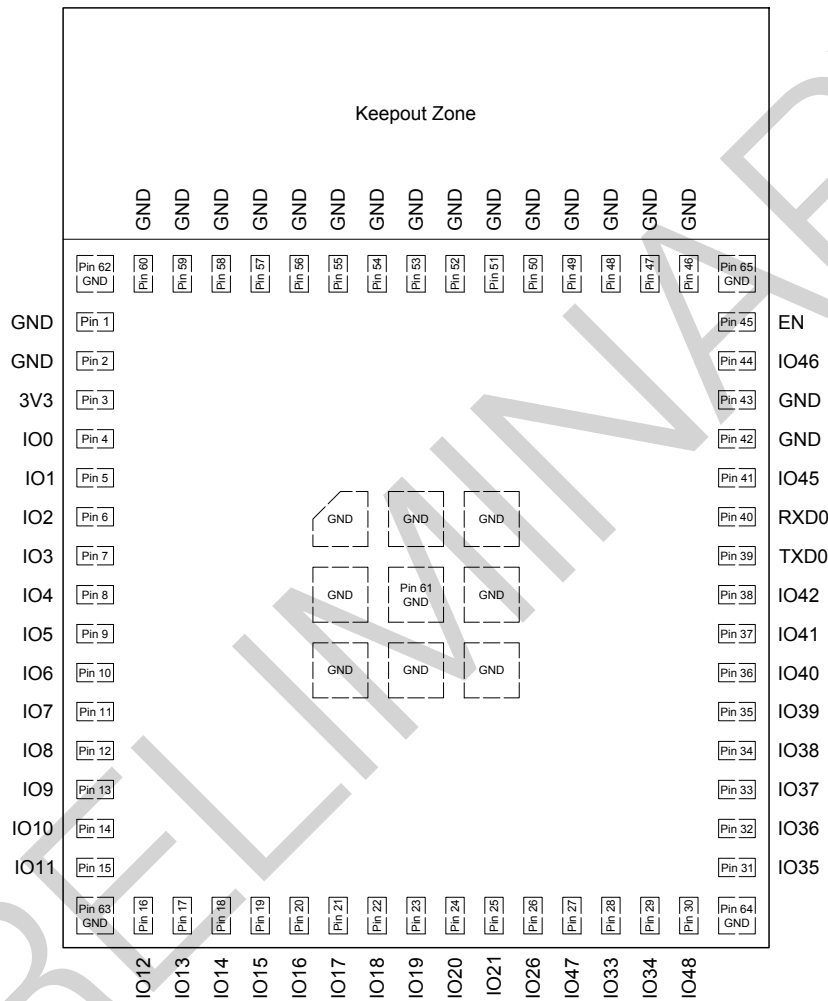 Keepout Zone
GND GND GND GND GND GND GND GND GND GND GND GND GND GND GND
Pin 62 GND Pin 60 Pin 59 Pin 58 Pin 57 Pin 56 Pin 55 Pin 54 Pin 53 Pin 52 Pin 51 Pin 50 Pin 49 Pin 48 Pin 47 Pin 46 Pin 65 GND
GND Pin 1 Pin 45 EN
GND Pin 2 Pin 44 IO46
3V3 Pin 3 Pin 43 GND
IO0 Pin 4 Pin 42 GND
IO1 Pin 5 Pin 41 IO45
IO2 Pin 6 GND GND GND Pin 40 RXD0
IO3 Pin 7 Pin 39 TXD0
IO4 Pin 8 GND Pin 61 GND GND Pin 38 IO42
IO5 Pin 9 Pin 37 IO41
IO6 Pin 10 GND GND GND Pin 36 IO40
IO7 Pin 11 Pin 35 IO39
IO8 Pin 12 Pin 34 IO38
IO9 Pin 13 Pin 33 IO37
IO10 Pin 14 Pin 32 IO36
IO11 Pin 15 Pin 31 IO35
Pin 63 GND Pin 16 Pin 17 Pin 18 Pin 19 Pin 20 Pin 21 Pin 22 Pin 23 Pin 24 Pin 25 Pin 26 Pin 27 Pin 28 Pin 29 Pin 30 Pin 64 GND
IO12 IO13 IO14 IO15 IO16 IO17 IO18 IO19 IO20 IO21 IO26 IO47 IO33 IO34 IO48